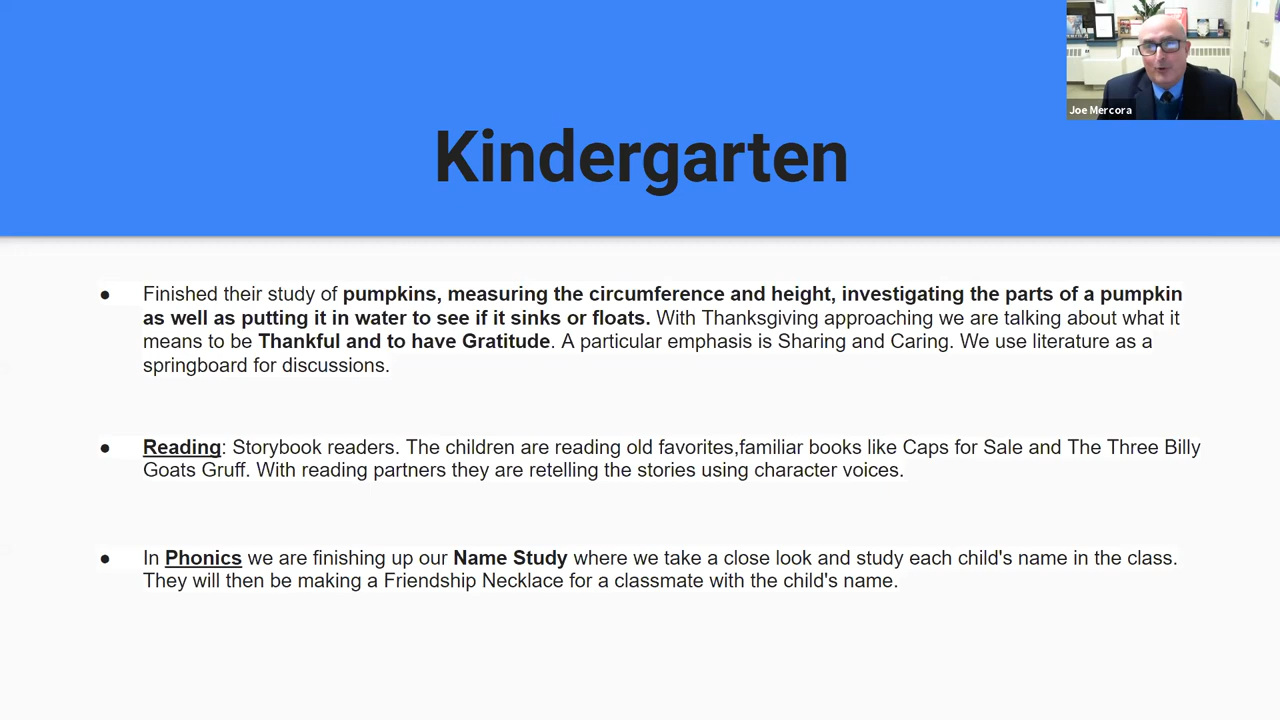 Joe Mercora
Kindergarten
● Finished their study of pumpkins, measuring the circumference and height, investigating the parts of a pumpkin
as well as putting it in water to see if it sinks or floats. With Thanksgiving approaching we are talking about what it
means to be Thankful and to have Gratitude. A particular emphasis is Sharing and Caring. We use literature as a
springboard for discussions.
● Reading: Storybook readers. The children are reading old favorites,familiar books like Caps for Sale and The Three Billy
Goats Gruff. With reading partners they are retelling the stories using character voices.
● In Phonics we are finishing up our Name Study where we take a close look and study each child's name in the class.
They will then be making a Friendship Necklace for a classmate with the child's name.